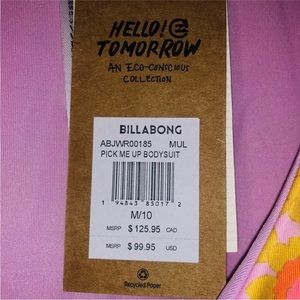 HELLO!
TOMORROW
AN ECO-CONSCIOUS
COLLECTION
BILLABONG
ABJWR00185 MUL
PICK ME UP BODYSUIT
1 94843 85017 2
M/10
MSRP $ 125.95 CAD
MSRP $ 99.95 USD
Recycled Paper